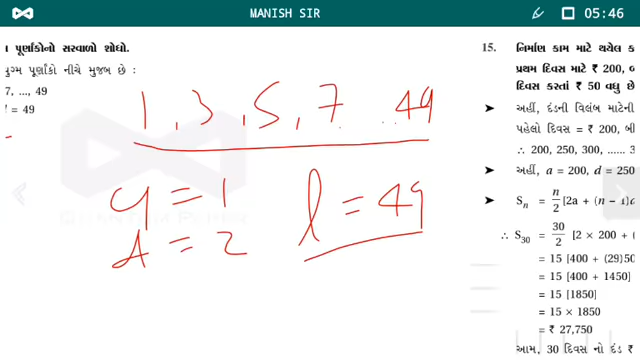 MANISH SIR
05:46
પૂર્ણાંકોનો સરવાળો શોધો.
યુગ્મ પૂર્ણાંકો નીચે મુજબ છે :
7, ..., 49
= 49
1, 3, 5, 7 ... 49
a = 1
d = 2
l = 49
15. નિર્માણ કામ માટે થયેલ
પ્રથમ દિવસ માટે ₹ 200,
દિવસ કરતાં ₹ 50 વધુ
➤ અહીં, દંડની વિલંબ માટેની
પહેલો દિવસ = ₹ 200,
∴ 200, 250, 300, ...... 3
➤ અહીં, a = 200, d = 250
➤ Sn = n/2 [2a + (n – 1)
∴ S30 = 30/2 [2 × 200 + (
= 15 [400 + (29)50
= 15 [400 + 1450]
= 15 [1850]
= 15 × 1850
= ₹ 27,750
આમ, 30 દિવસ નો દંડ ₹